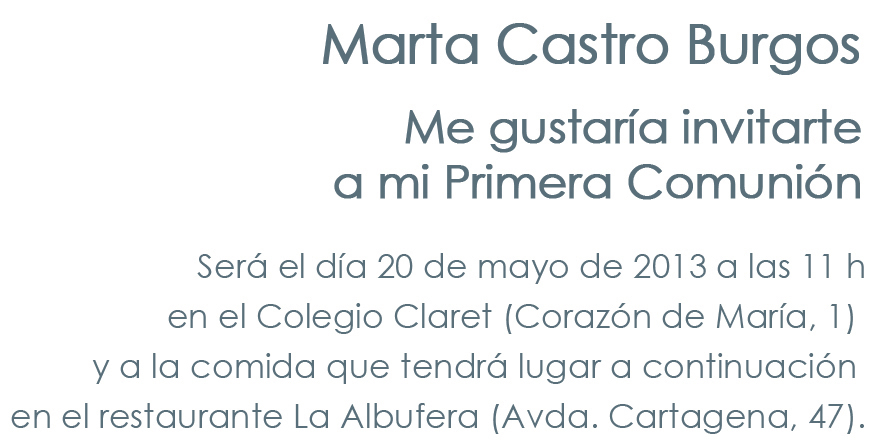 Marta Castro Burgos
Me gustaría invitarte
a mi Primera Comunión
Será el día 20 de mayo de 2013 a las 11 h
en el Colegio Claret (Corazón de María, 1)
y a la comida que tendrá lugar a continuación
en el restaurante La Albufera (Avda. Cartagena, 47).